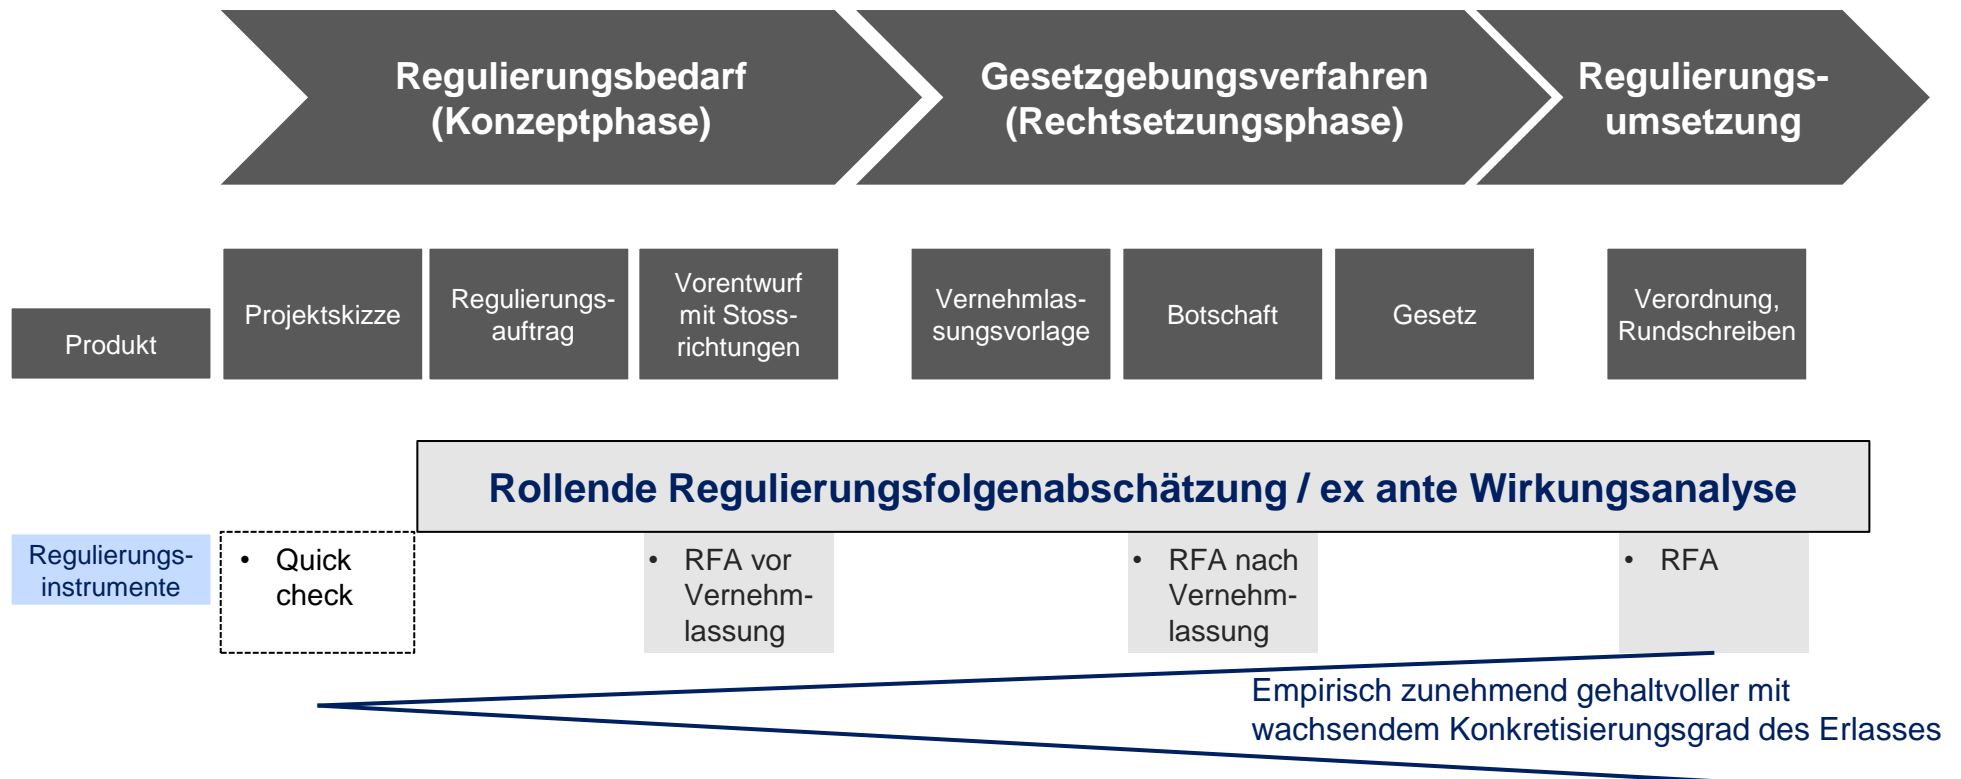 Regulierungsbedarf
(Konzeptphase)
Gesetzgebungsverfahren
(Rechtsetzungsphase)
Regulierungs-
umsetzung
Produkt
Projektskizze
Regulierungs-
auftrag
Vorentwurf
mit Stoss-
richtungen
Vernehmlas-
sungsvorlage
Botschaft
Gesetz
Verordnung,
Rundschreiben
Rollende Regulierungsfolgenabschätzung / ex ante Wirkungsanalyse
Regulierungs-
instrumente
• Quick
check
• RFA vor
Vernehm-
lassung
• RFA nach
Vernehm-
lassung
• RFA
Empirisch zunehmend gehaltvoller mit
wachsendem Konkretisierungsgrad des Erlasses